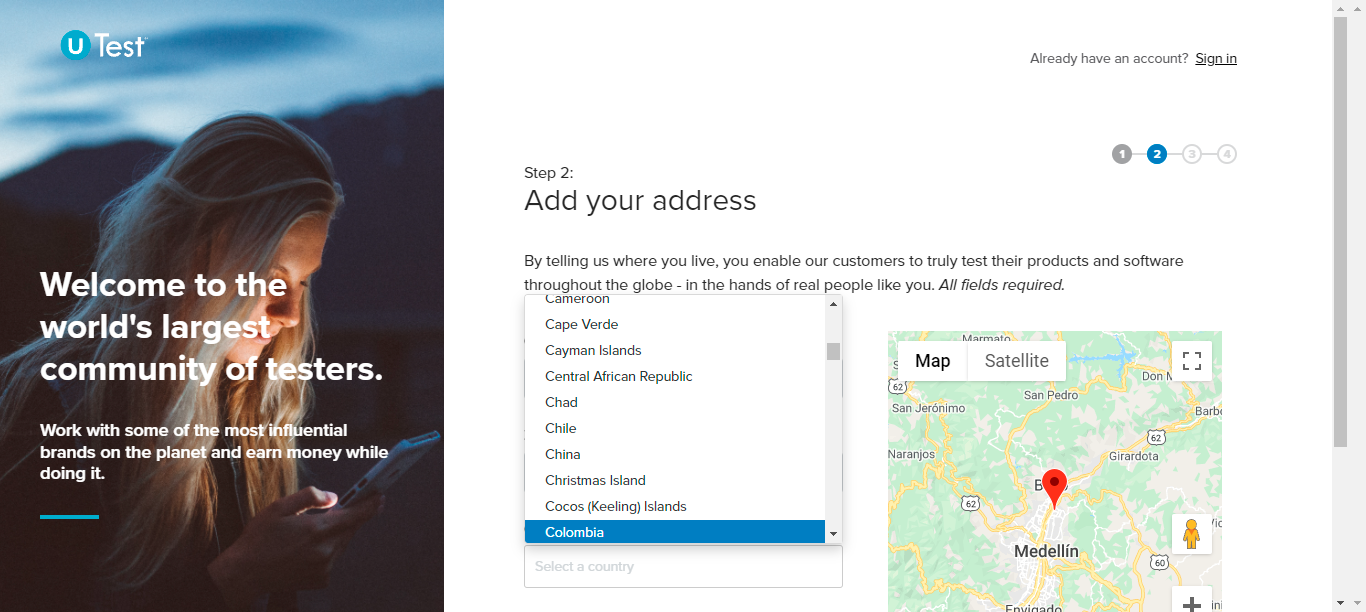 uTest
Already have an account? Sign in
1 2 3 4
Step 2:
Add your address
By telling us where you live, you enable our customers to truly test their products and software
throughout the globe - in the hands of real people like you. All fields required.
Welcome to the
world's largest
community of testers.
Work with some of the most influential
brands on the planet and earn money while
doing it.
Cameroon
Cape Verde
Cayman Islands
Central African Republic
Chad
Chile
China
Christmas Island
Cocos (Keeling) Islands
Colombia
Select a country
Marmato
Map Satellite
62
Don M
San Pedro
San Jerónimo
Barbo
62
Naranjos
Girardota
62
Medellín
60
Envigado